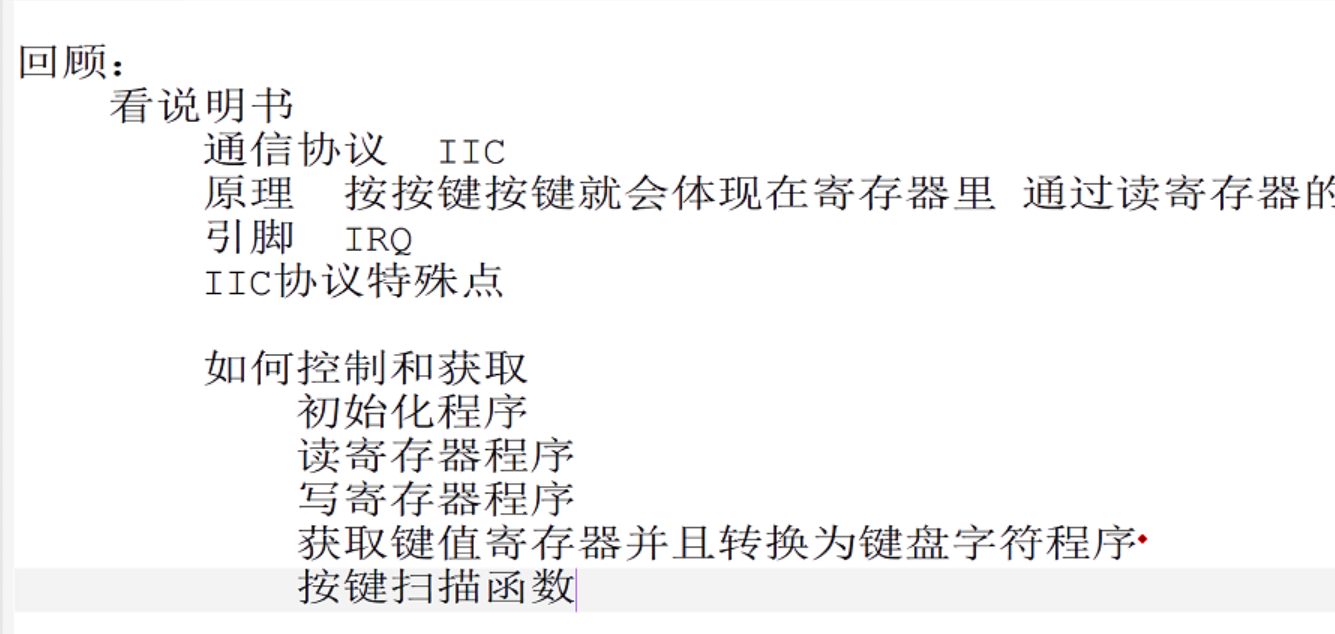 回顾：
看说明书
通信协议 IIC
原理 按按键按键就会体现在寄存器里 通过读寄存器的
引脚 IRQ
IIC协议特殊点
如何控制和获取
初始化程序
读寄存器程序
写寄存器程序
获取键值寄存器并且转换为键盘字符程序
按键扫描函数